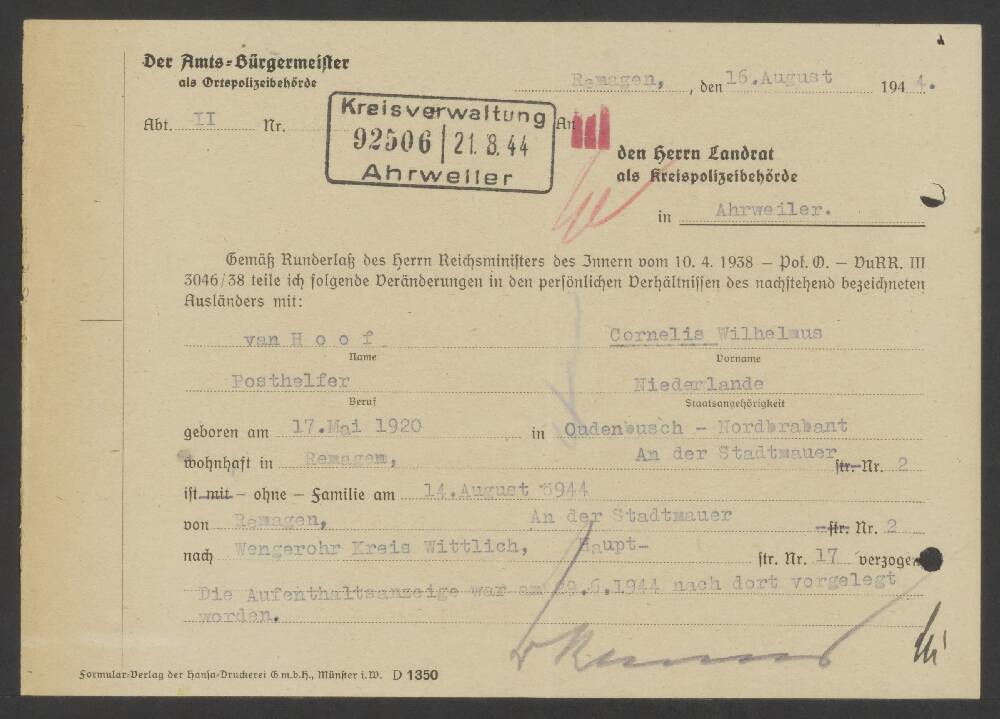 Der Amts-Bürgermeister
als Ortspolizeibehörde
Remagen, , den 16.August 1944.
Abt. II Nr.
Kreisverwaltung
92506 | 21.8.44
Ahrweiler
An
den Herrn Landrat
als Kreispolizeibehörde
in Ahrweiler.
Gemäß Runderlaß des Herrn Reichsministers des Innern vom 10. 4. 1938 – Pol. O. – VuRR. III
3046/38 teile ich folgende Veränderungen in den persönlichen Verhältnissen des nachstehend bezeichneten
Ausländers mit:
van H o o f Cornelis Wilhelmus
Name Vorname
Posthelfer Niederlande
Beruf Staatsangehörigkeit
geboren am 17.Mai 1920 in Oudenbusch - Nordbrabant
wohnhaft in Remagen, An der Stadtmauer str. Nr. 2
ist mit – ohne – Familie am 14.August 3944
von Remagen, An der Stadtmauer str. Nr. 2
nach Wengerohr Kreis Wittlich, Haupt- str. Nr. 17 verzogen
Die Aufenthaltsanzeige war am 29.6.1944 nach dort vorgelegt
worden.
Formular-Verlag der Hansa-Druckerei G.m.b.H., Münster i.W. D 1350